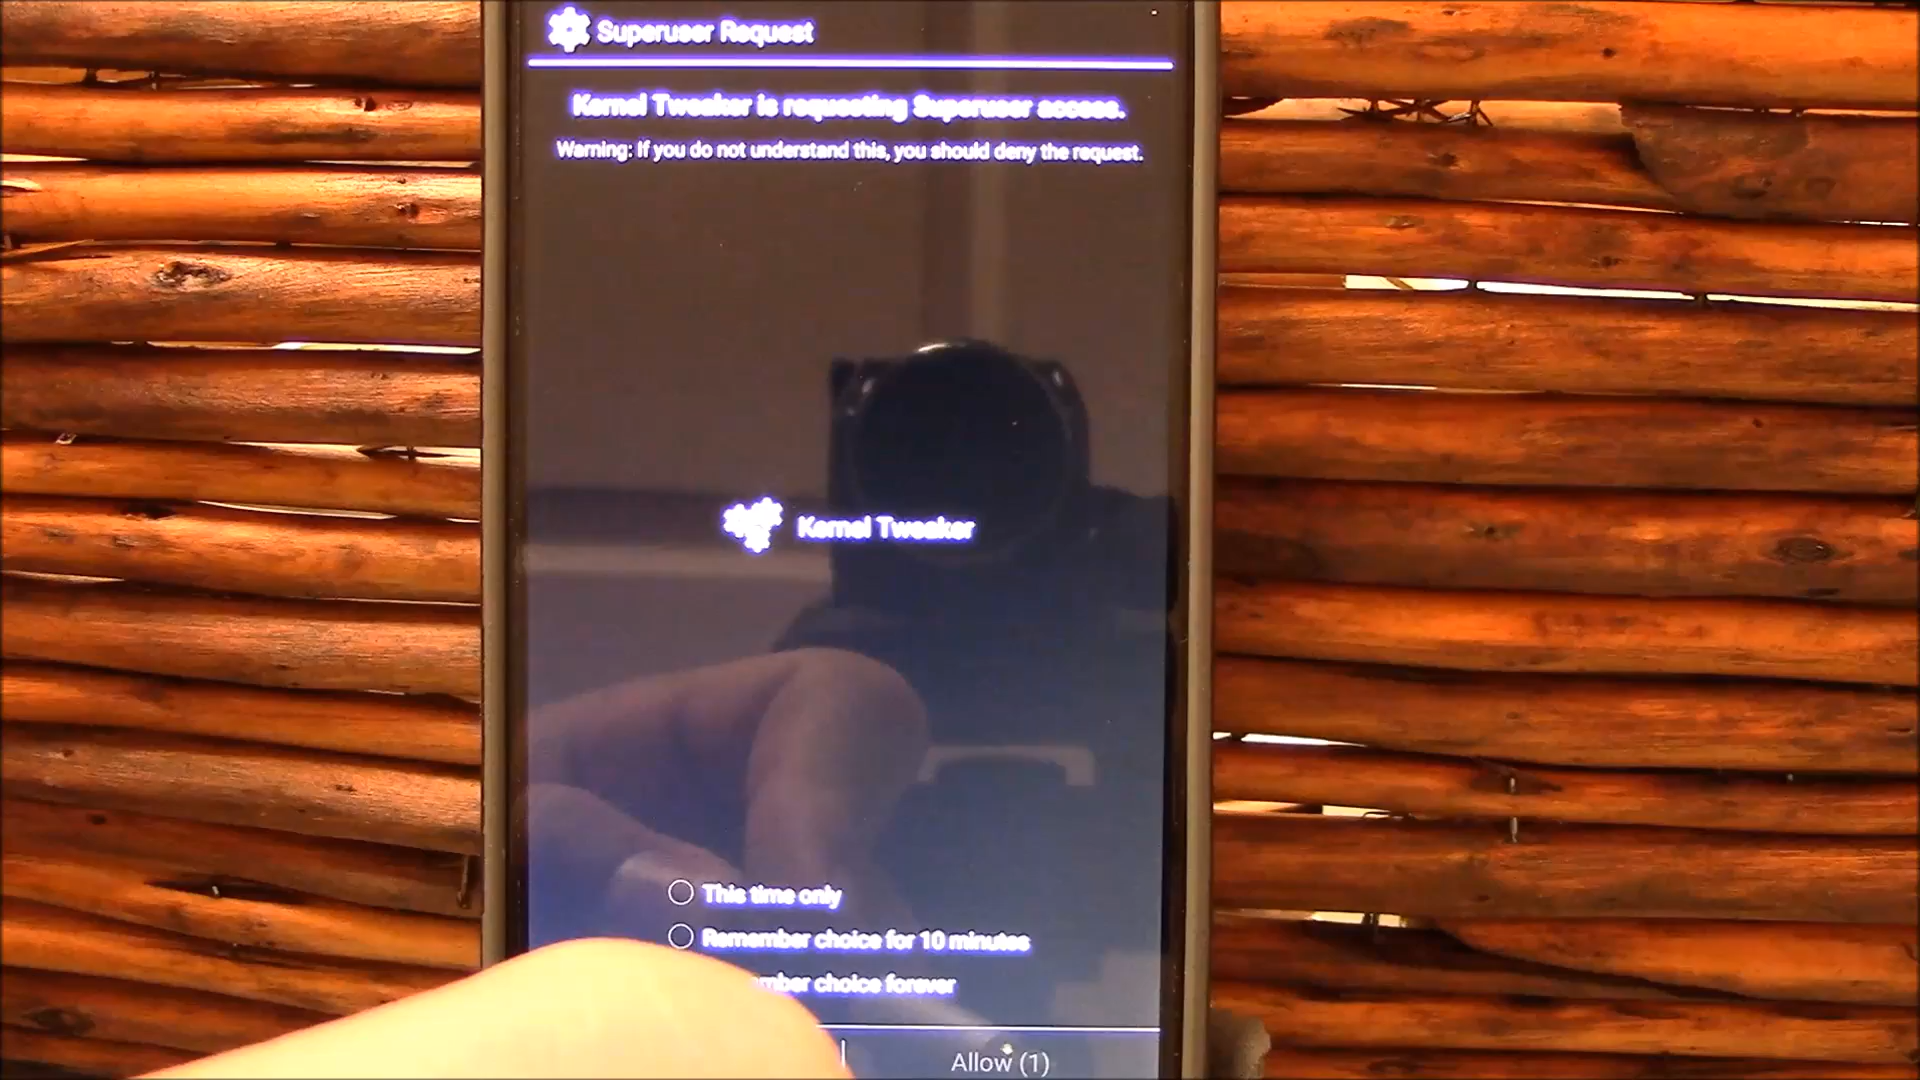 Superuser Request
Kernel Tweaker is requesting Superuser access.
Warning: If you do not understand this, you should deny the request.
Kernel Tweaker
This time only
Remember choice for 10 minutes
choice forever
Allow (1)